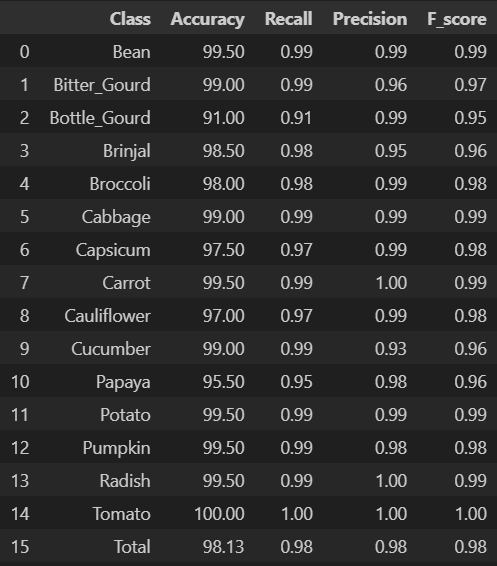 Class Accuracy Recall Precision F_score
0 Bean 99.50 0.99 0.99 0.99
1 Bitter_Gourd 99.00 0.99 0.96 0.97
2 Bottle_Gourd 91.00 0.91 0.99 0.95
3 Brinjal 98.50 0.98 0.95 0.96
4 Broccoli 98.00 0.98 0.99 0.98
5 Cabbage 99.00 0.99 0.99 0.99
6 Capsicum 97.50 0.97 0.99 0.98
7 Carrot 99.50 0.99 1.00 0.99
8 Cauliflower 97.00 0.97 0.99 0.98
9 Cucumber 99.00 0.99 0.93 0.96
10 Papaya 95.50 0.95 0.98 0.96
11 Potato 99.50 0.99 0.99 0.99
12 Pumpkin 99.50 0.99 0.98 0.98
13 Radish 99.50 0.99 1.00 0.99
14 Tomato 100.00 1.00 1.00 1.00
15 Total 98.13 0.98 0.98 0.98